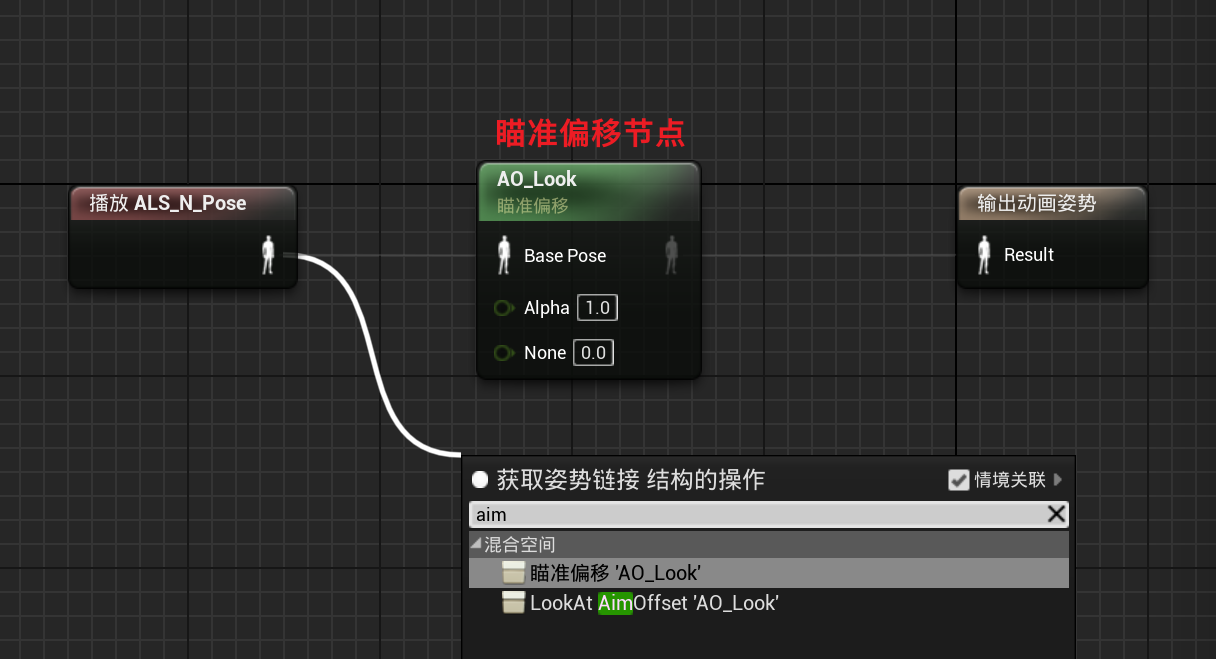 瞄准偏移节点
播放 ALS_N_Pose
AO_Look
瞄准偏移
Base Pose
Alpha 1.0
None 0.0
输出动画姿势
Result
获取姿势链接 结构的操作
情境关联
aim
混合空间
瞄准偏移 'AO_Look'
LookAt AimOffset 'AO_Look'